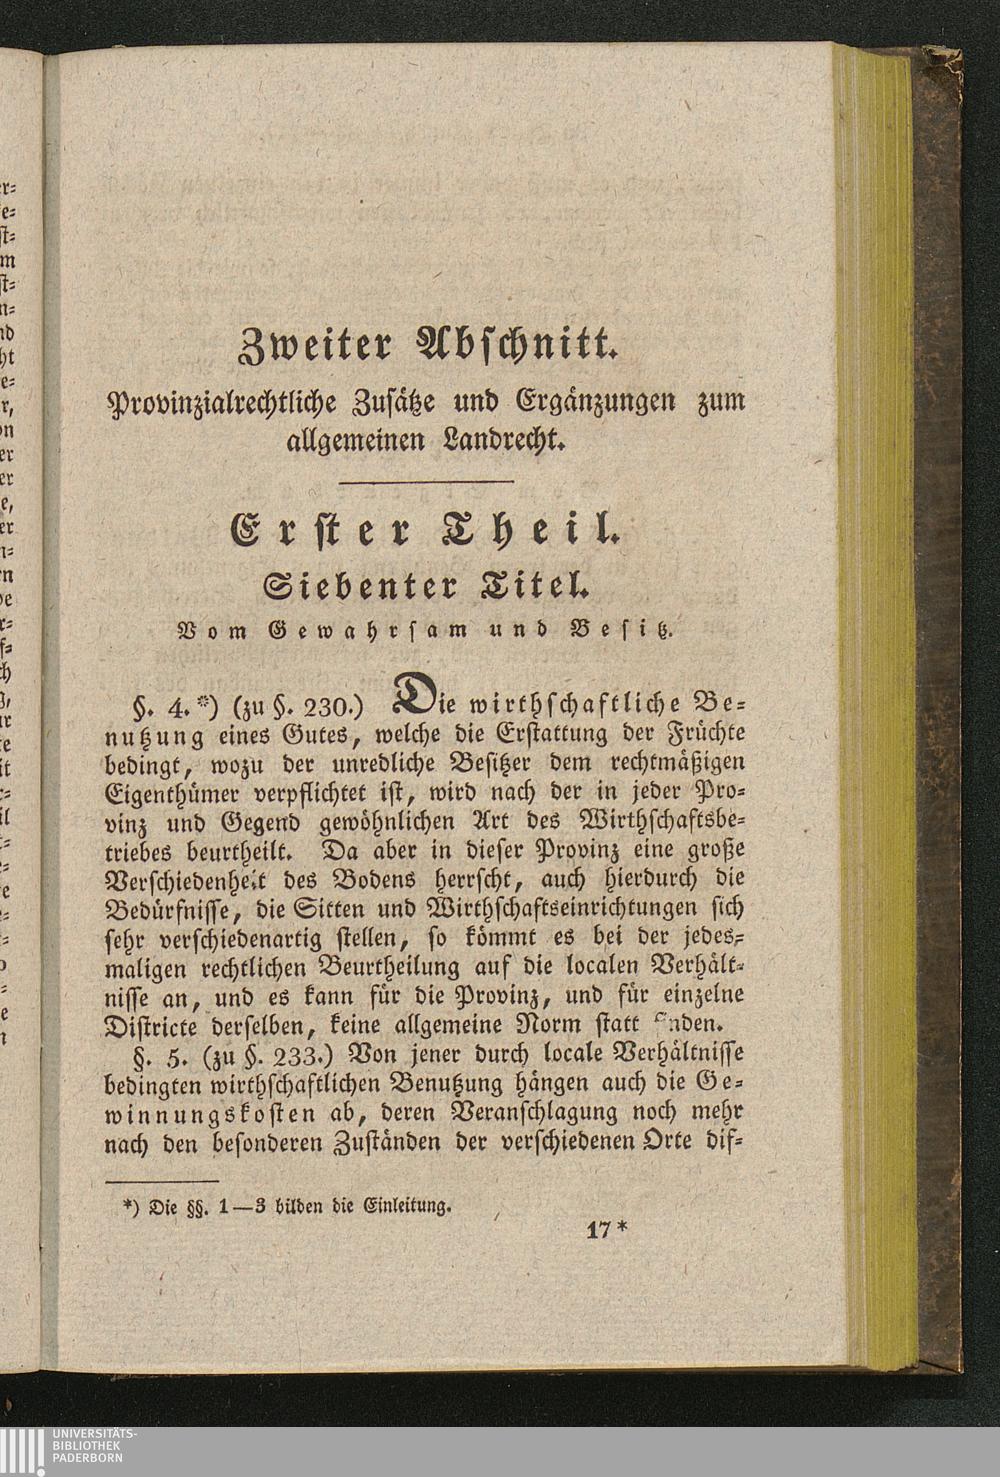 Zweiter Abschnitt.
Provinzialrechtliche Zusätze und Ergänzungen zum
allgemeinen Landrecht.
Erster Theil.
Siebenter Titel.
Vom Gewahrsam und Besitz.
§. 4.*) (zu §. 230.) Die wirthschaftliche Be-
nutzung eines Gutes, welche die Erstattung der Früchte
bedingt, wozu der unredliche Besitzer dem rechtmäßigen
Eigenthümer verpflichtet ist, wird nach der in jeder Pro-
vinz und Gegend gewöhnlichen Art des Wirthschaftsbe-
triebes beurtheilt. Da aber in dieser Provinz eine große
Verschiedenheit des Bodens herrscht, auch hierdurch die
Bedürfnisse, die Sitten und Wirthschaftseinrichtungen sich
sehr verschiedenartig stellen, so kömmt es bei der jedes-
maligen rechtlichen Beurtheilung auf die localen Verhält-
nisse an, und es kann für die Provinz, und für einzelne
Districte derselben, keine allgemeine Norm statt finden.
§. 5. (zu §. 233.) Von jener durch locale Verhältnisse
bedingten wirthschaftlichen Benutzung hängen auch die Ge-
winnungskosten ab, deren Veranschlagung noch mehr
nach den besonderen Zuständen der verschiedenen Orte dif-
*) Die §§. 1—3 bilden die Einleitung.
17*
UNIVERSITÄTS-
BIBLIOTHEK
PADERBORN